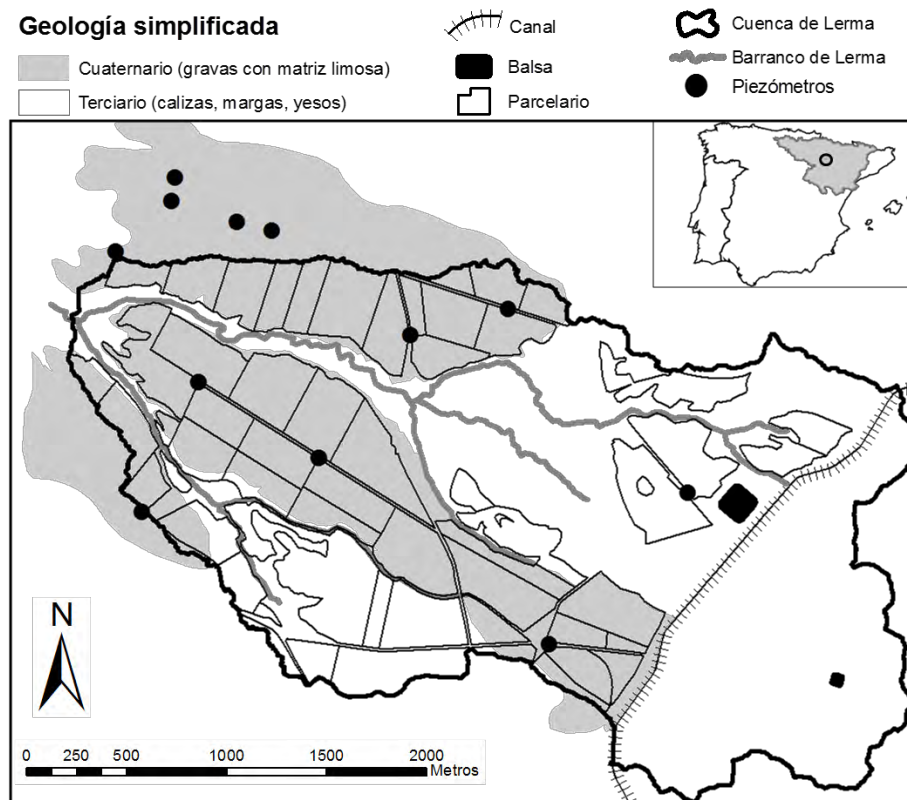 Geología simplificada
Cuaternario (gravas con matriz limosa)
Terciario (calizas, margas, yesos)
Canal
Balsa
Parcelario
Cuenca de Lerma
Barranco de Lerma
Piezómetros
N
0 250 500 1000 1500 2000
Metros